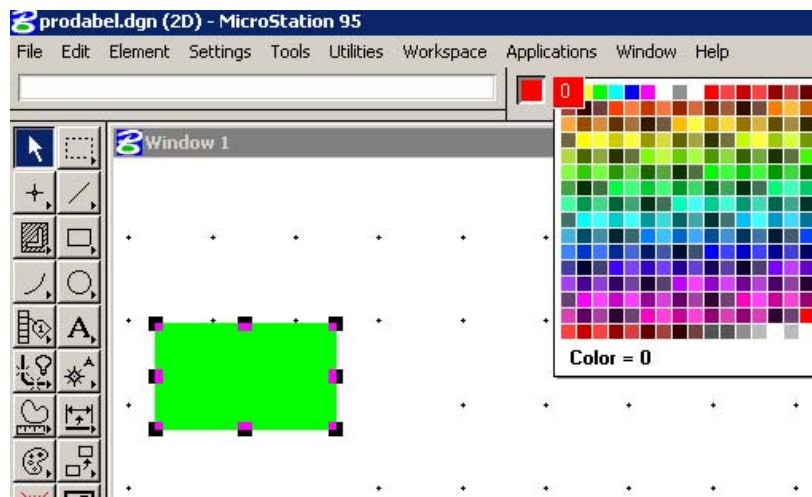 prodabel.dgn (2D) - MicroStation 95
File Edit Element Settings Tools Utilities Workspace Applications Window Help
0
Window 1
1
A
A
Color = 0